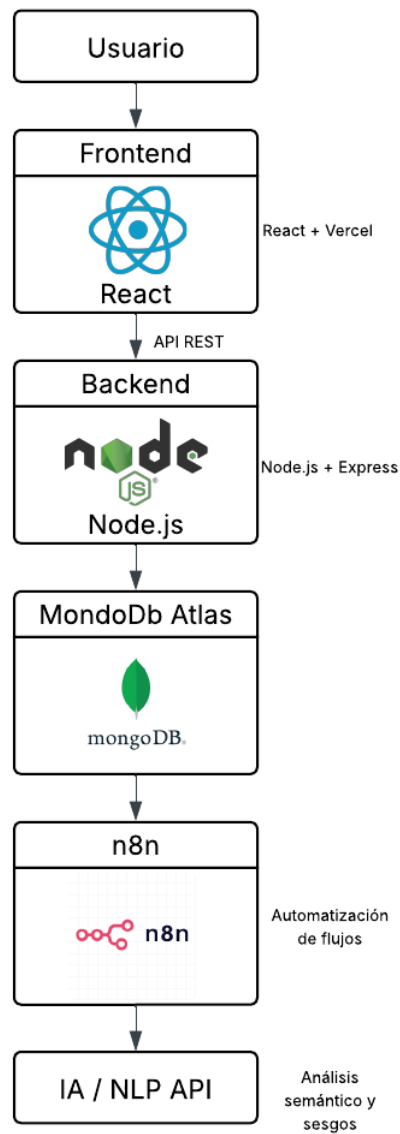 Usuario
Frontend
React + Vercel
React
API REST
Backend
node
JS®
Node.js + Express
Node.js
MondoDb Atlas
mongoDB®
n8n
n8n
Automatización
de flujos
IA / NLP API
Análisis
semántico y
sesgos